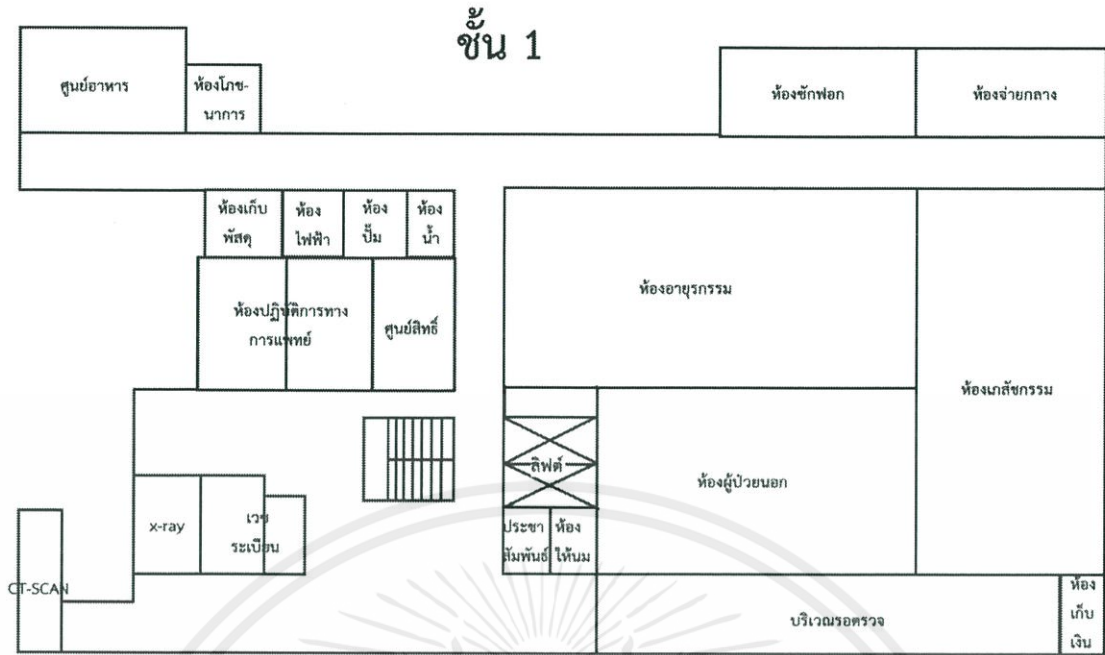 ชั้น 1
ศูนย์อาหาร
ห้องโภช-
นาการ
ห้องซักฟอก
ห้องจ่ายกลาง
ห้องเก็บ
พัสดุ
ห้อง
ไฟฟ้า
ห้อง
ปั๊ม
ห้อง
น้ำ
ห้องปฏิบัติการทาง
การแพทย์
ศูนย์สิทธิ์
ห้องอายุรกรรม
ห้องเภสัชกรรม
ลิฟต์
ห้องผู้ป่วยนอก
x-ray
เวช
ระเบียน
ประชา
สัมพันธ์
ห้อง
ให้นม
CT-SCAN
บริเวณรอตรวจ
ห้อง
เก็บ
เงิน